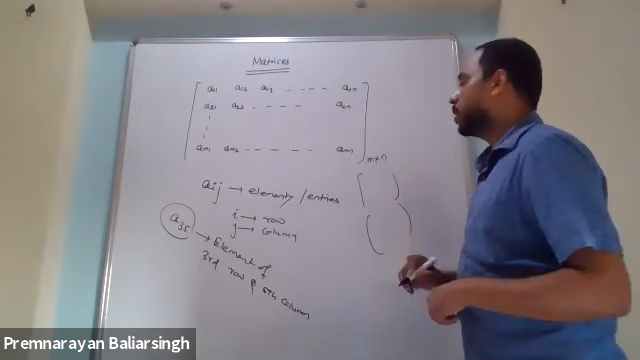 Matrices
a11 a12 a13 - - - - - a1n
a21 a22 - - - - a2n
am1 am2 - - - - - amn
m×n
aij → elements/entries
i → row
j → column
a35 → Element of
3rd row & 5th column
Premnarayan Baliarsingh